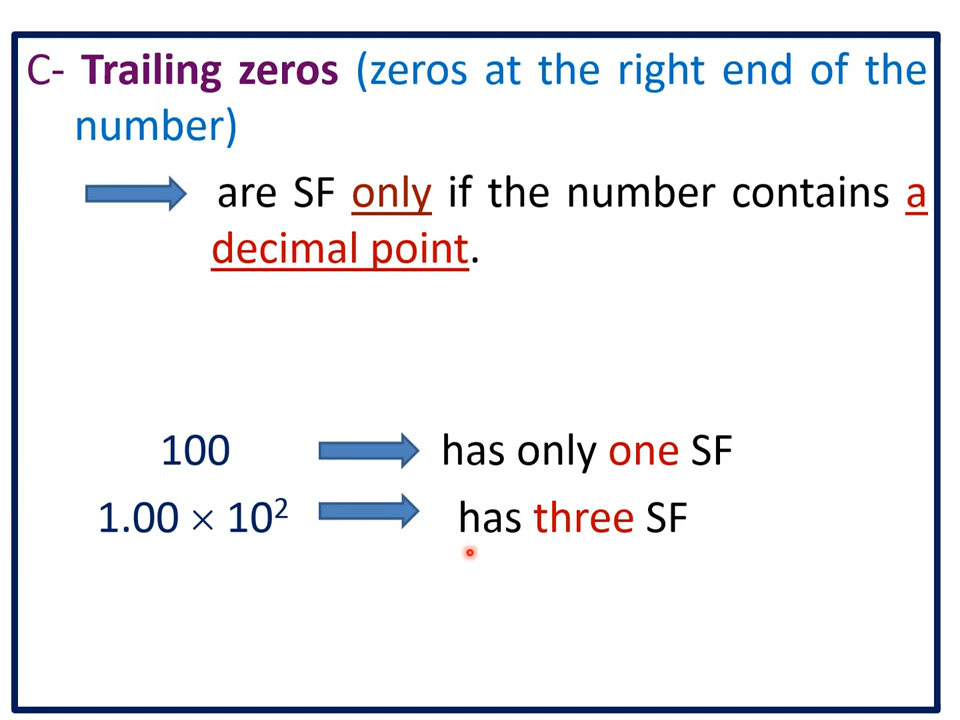 C- Trailing zeros (zeros at the right end of the
number)
are SF only if the number contains a
decimal point.
100 has only one SF
1.00 × 10² has three SF